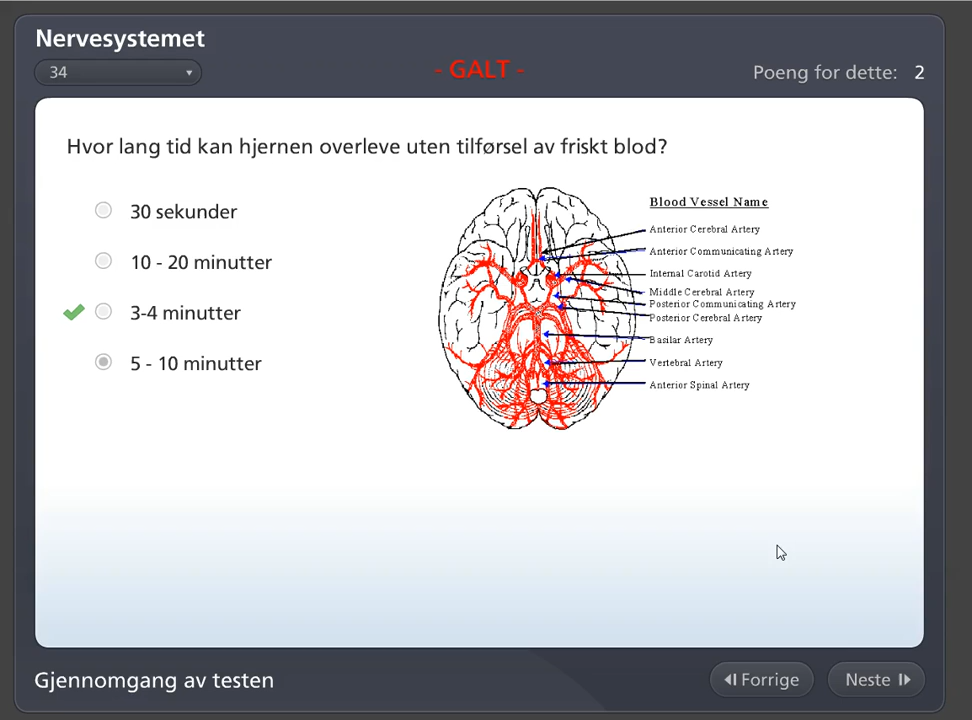 Nervesystemet
34
- GALT -
Poeng for dette: 2
Hvor lang tid kan hjernen overleve uten tilførsel av friskt blod?
30 sekunder
10 - 20 minutter
3-4 minutter
5 - 10 minutter
Blood Vessel Name
Anterior Cerebral Artery
Anterior Communicating Artery
Internal Carotid Artery
Middle Cerebral Artery
Posterior Communicating Artery
Posterior Cerebral Artery
Basilar Artery
Vertebral Artery
Anterior Spinal Artery
Gjennomgang av testen
Forrige
Neste